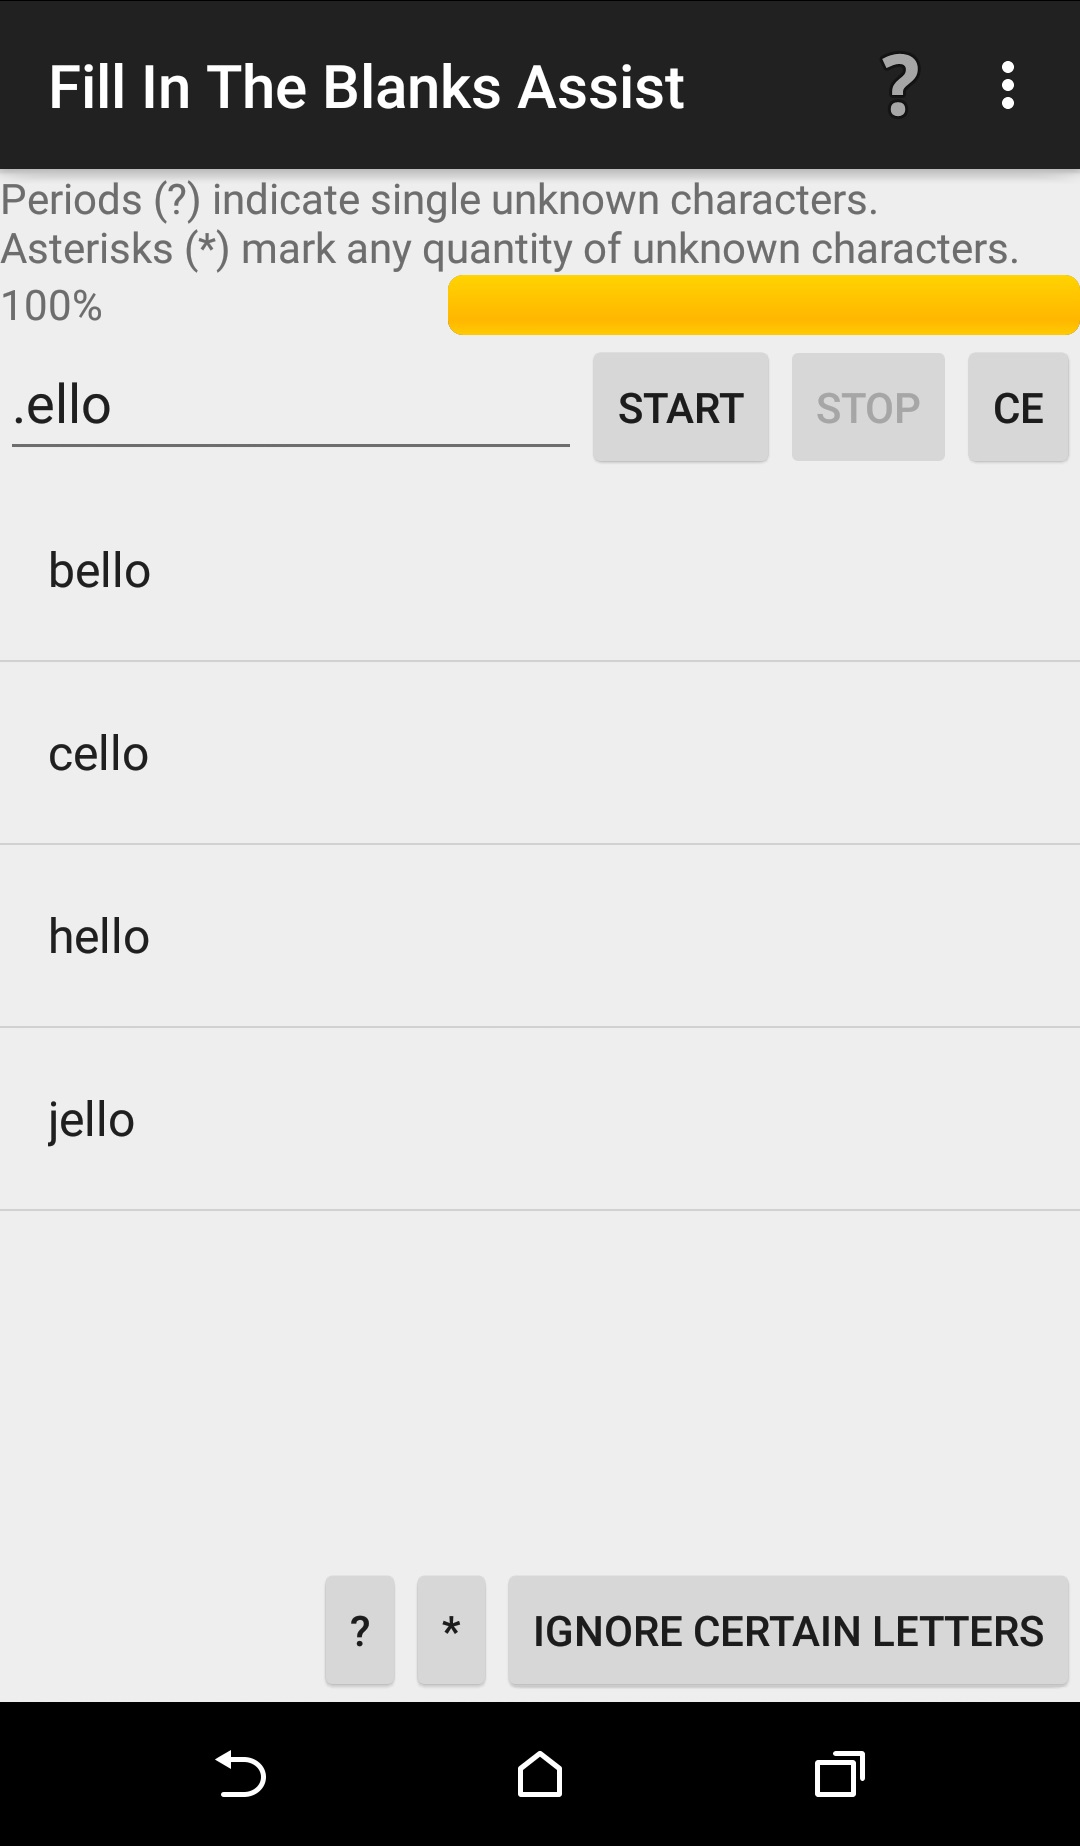 Fill In The Blanks Assist ?
Periods (?) indicate single unknown characters.
Asterisks (*) mark any quantity of unknown characters.
100%
.ello START STOP CE
bello
cello
hello
jello
? * IGNORE CERTAIN LETTERS